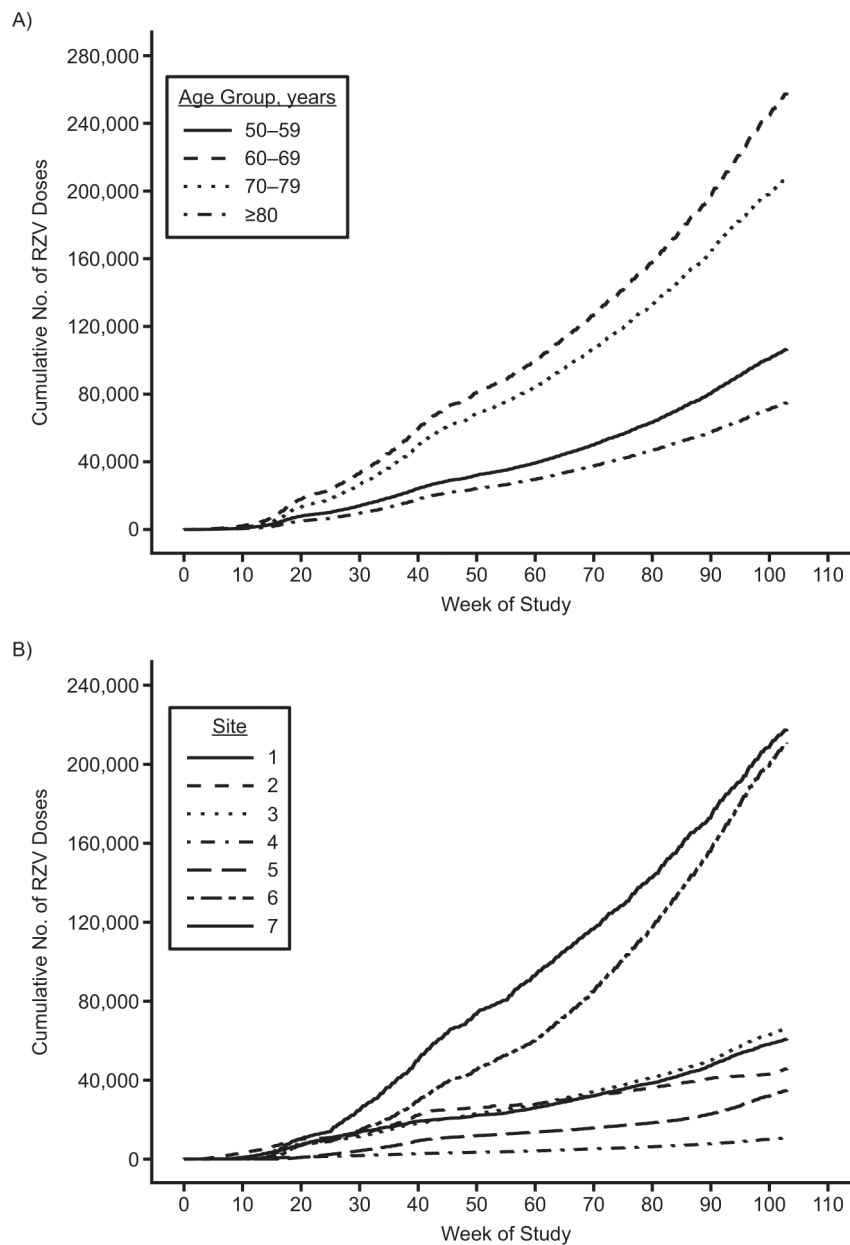 A)
280,000
240,000
200,000
160,000
120,000
80,000
40,000
0
Cumulative No. of RZV Doses
Age Group, years
50–59
60–69
70–79
≥80
0 10 20 30 40 50 60 70 80 90 100 110
Week of Study
B)
240,000
200,000
160,000
120,000
80,000
40,000
0
Cumulative No. of RZV Doses
Site
1
2
3
4
5
6
7
0 10 20 30 40 50 60 70 80 90 100 110
Week of Study